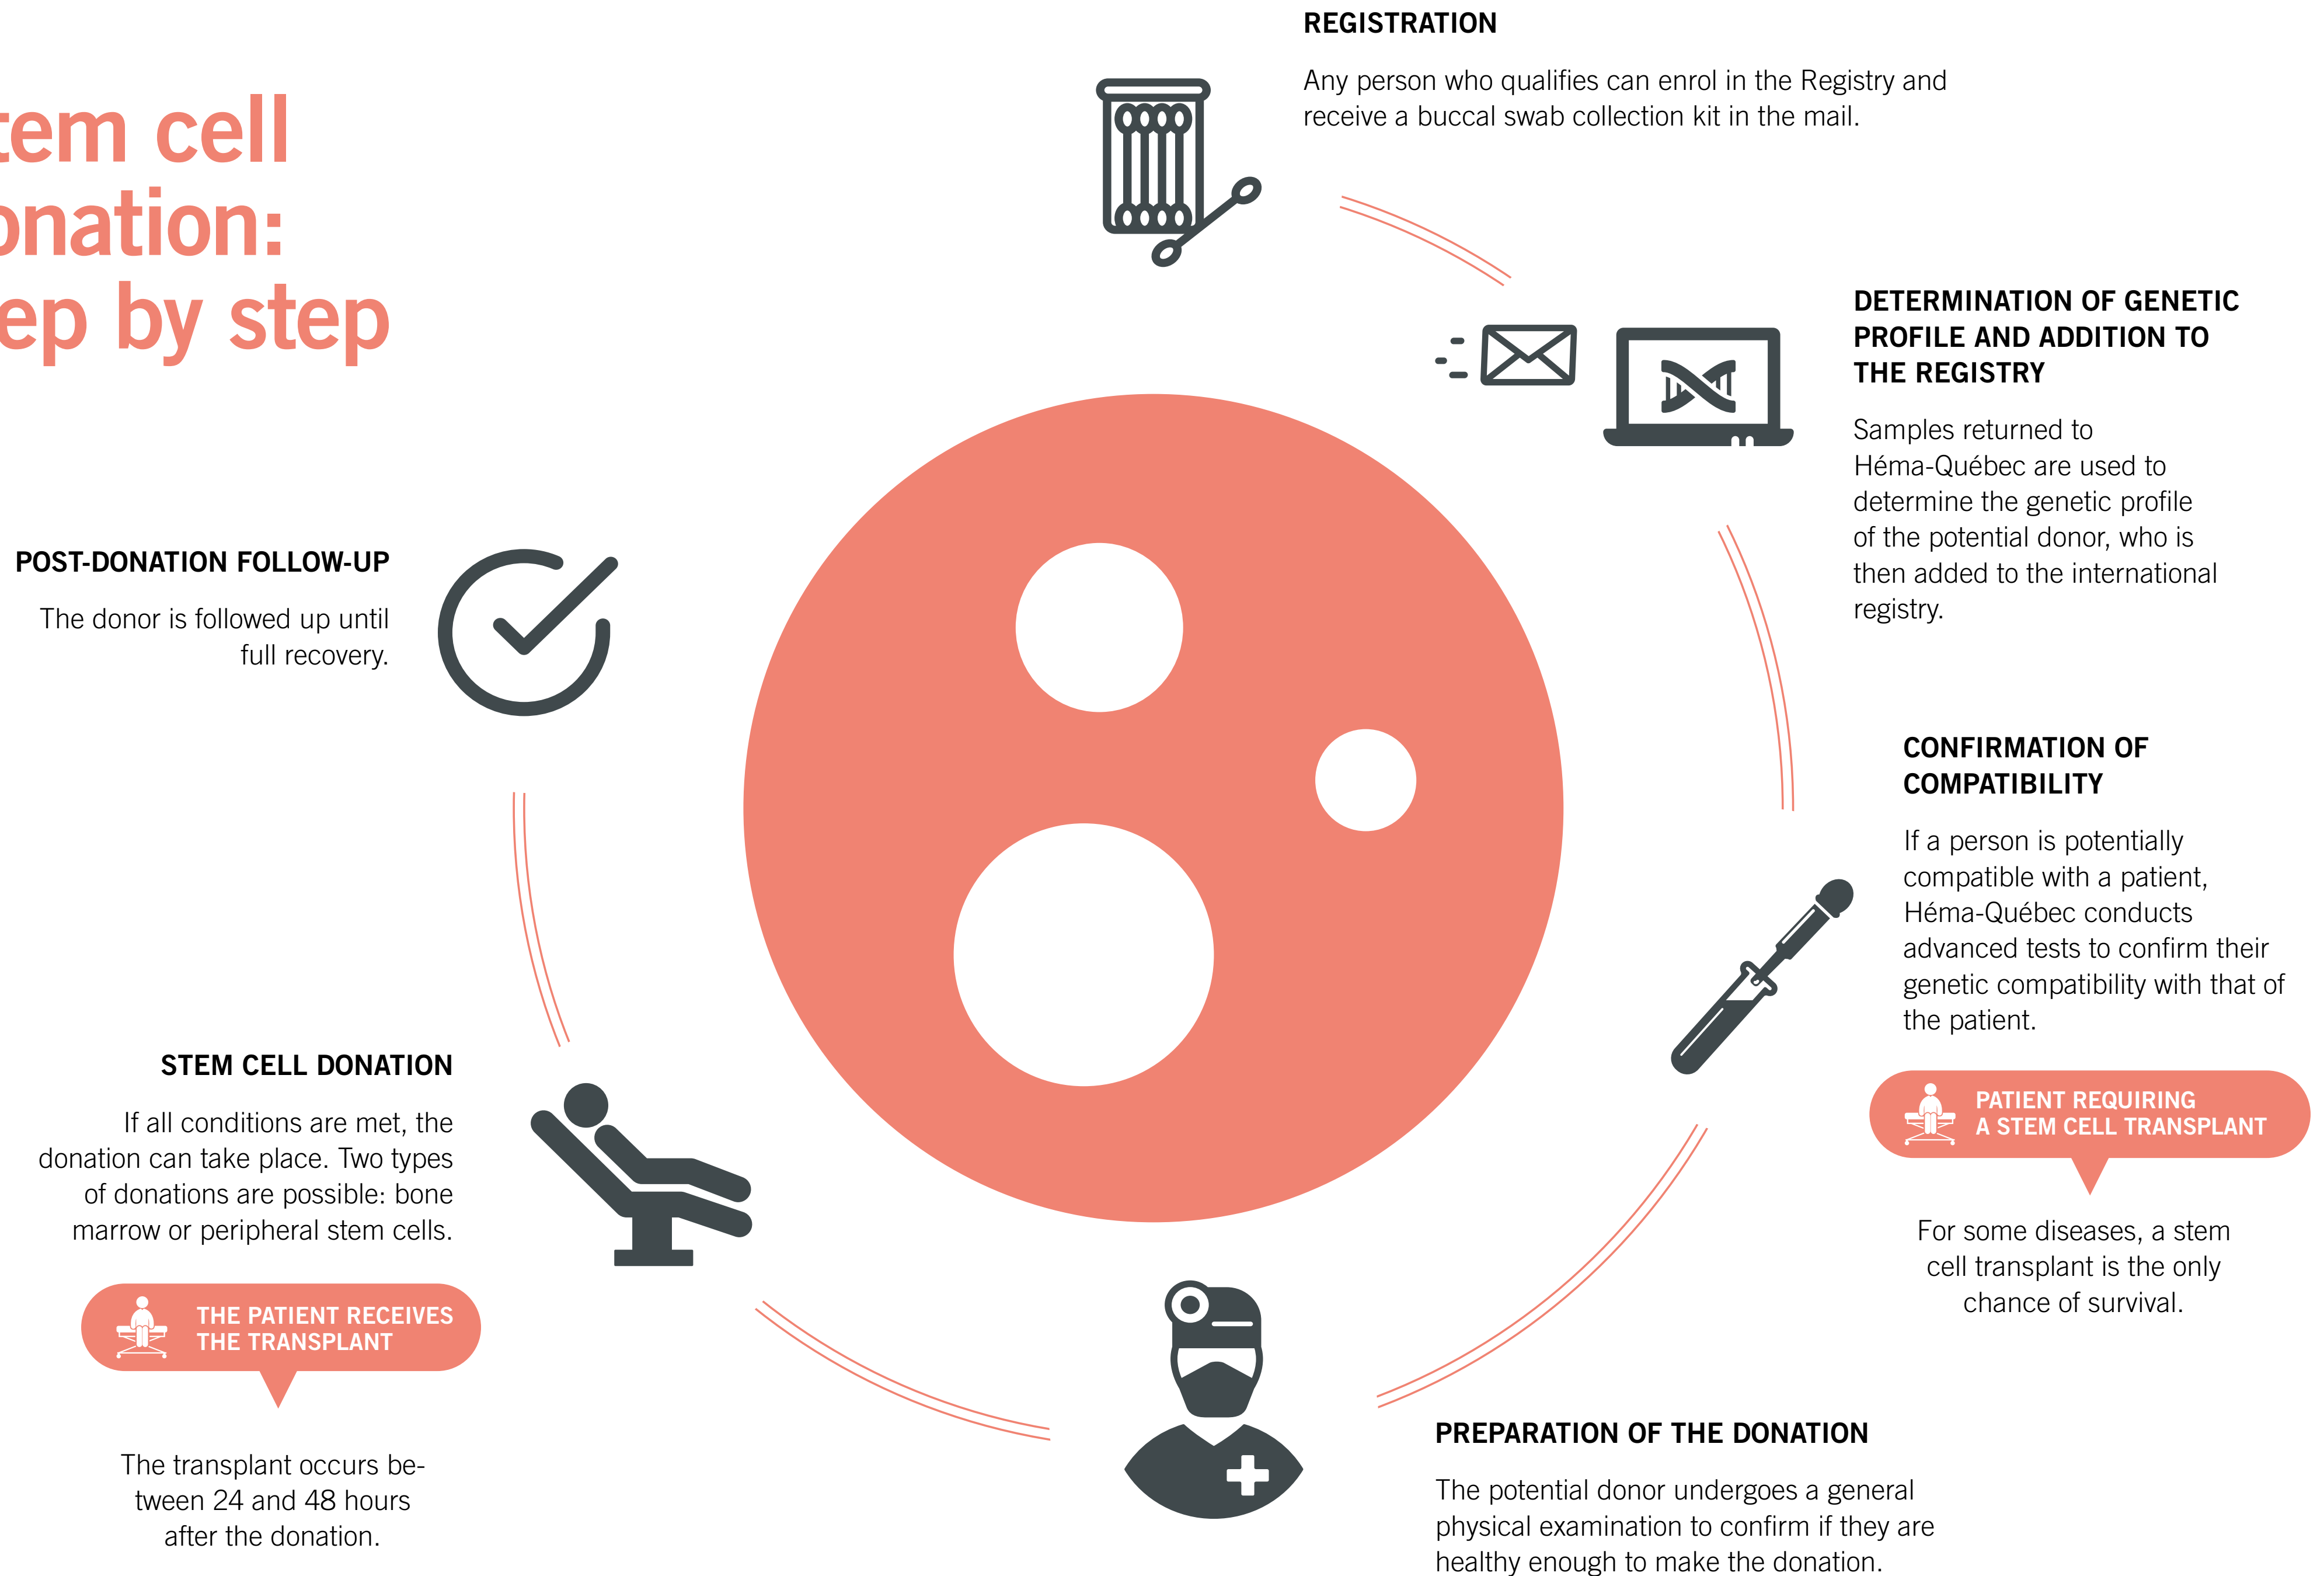 tem cell
onation:
ep by step
REGISTRATION
Any person who qualifies can enrol in the Registry and
receive a buccal swab collection kit in the mail.
DETERMINATION OF GENETIC
PROFILE AND ADDITION TO
THE REGISTRY
Samples returned to
Héma-Québec are used to
determine the genetic profile
of the potential donor, who is
then added to the international
registry.
CONFIRMATION OF
COMPATIBILITY
If a person is potentially
compatible with a patient,
Héma-Québec conducts
advanced tests to confirm their
genetic compatibility with that of
the patient.
PATIENT REQUIRING
A STEM CELL TRANSPLANT
For some diseases, a stem
cell transplant is the only
chance of survival.
PREPARATION OF THE DONATION
The potential donor undergoes a general
physical examination to confirm if they are
healthy enough to make the donation.
STEM CELL DONATION
If all conditions are met, the
donation can take place. Two types
of donations are possible: bone
marrow or peripheral stem cells.
THE PATIENT RECEIVES
THE TRANSPLANT
The transplant occurs be-
tween 24 and 48 hours
after the donation.
POST-DONATION FOLLOW-UP
The donor is followed up until
full recovery.